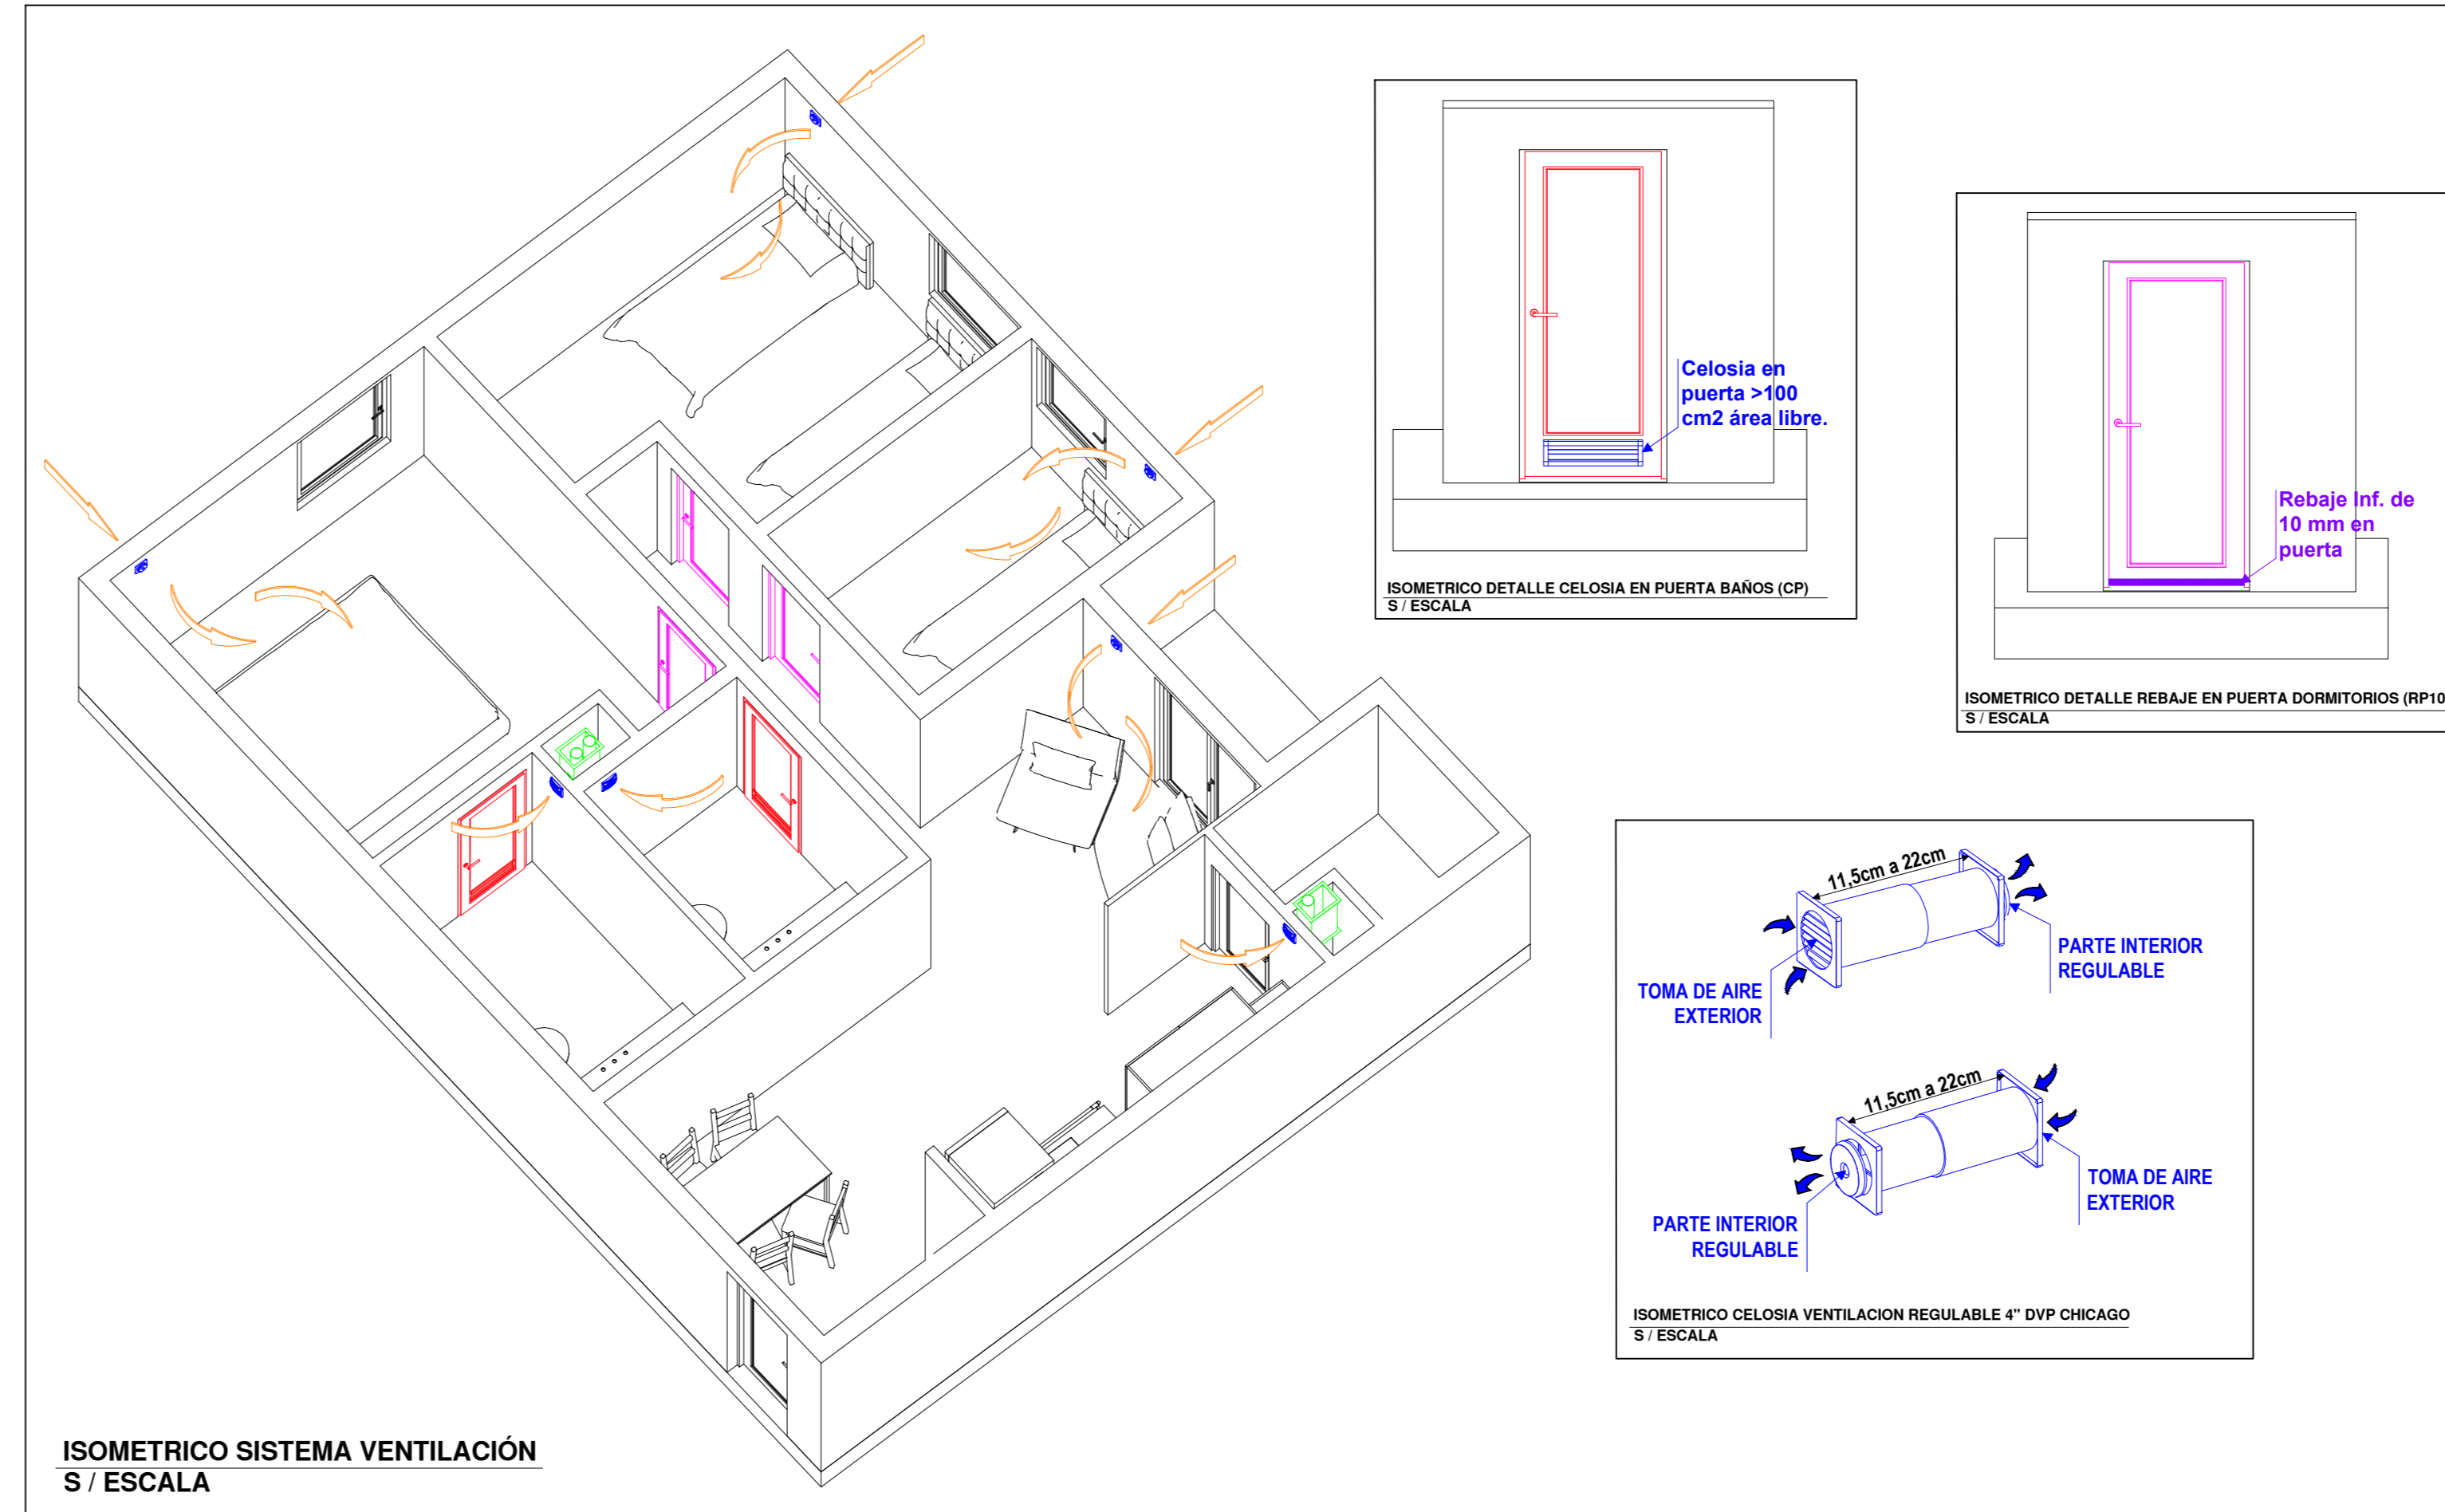 Celosia en
puerta >100
cm2 área libre.
ISOMETRICO DETALLE CELOSIA EN PUERTA BAÑOS (CP)
S / ESCALA
Rebaje Inf. de
10 mm en
puerta
ISOMETRICO DETALLE REBAJE EN PUERTA DORMITORIOS (RP10
S / ESCALA
11,5cm a 22cm
PARTE INTERIOR
REGULABLE
TOMA DE AIRE
EXTERIOR
11,5cm a 22cm
TOMA DE AIRE
EXTERIOR
PARTE INTERIOR
REGULABLE
ISOMETRICO CELOSIA VENTILACION REGULABLE 4" DVP CHICAGO
S / ESCALA
ISOMETRICO SISTEMA VENTILACIÓN
S / ESCALA